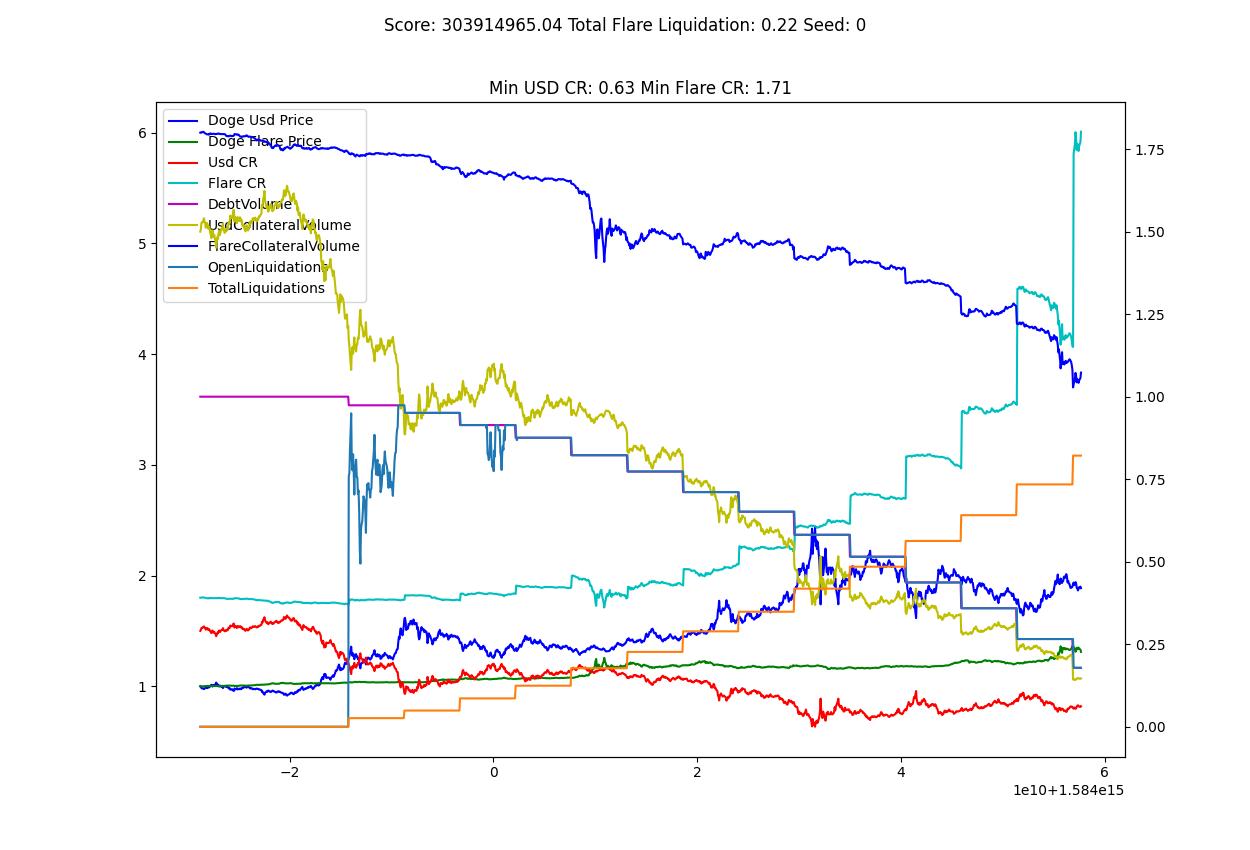 Score: 303914965.04 Total Flare Liquidation: 0.22 Seed: 0
Min USD CR: 0.63 Min Flare CR: 1.71
Doge Usd Price
Doge Flare Price
Usd CR
Flare CR
DebtVolume
UsdCollateralVolume
FlareCollateralVolume
OpenLiquidations
TotalLiquidations
6
5
4
3
2
1
1.75
1.50
1.25
1.00
0.75
0.50
0.25
0.00
−2
0
2
4
6
1e10+1.584e15